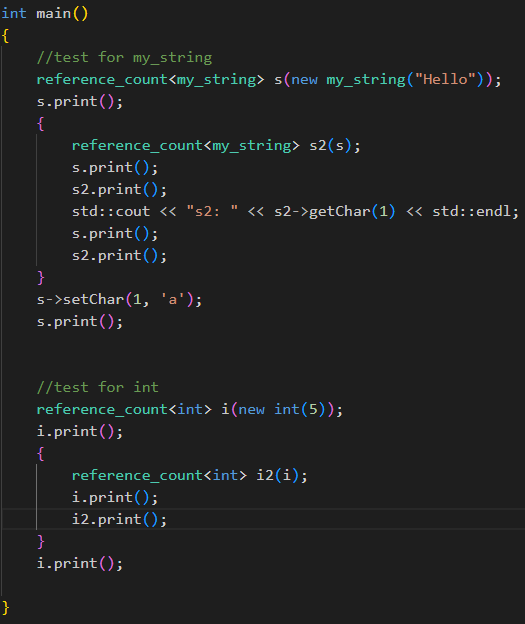 int main()
{
    //test for my_string
    reference_count<my_string> s(new my_string("Hello"));
    s.print();
    {
        reference_count<my_string> s2(s);
        s.print();
        s2.print();
        std::cout << "s2: " << s2->getChar(1) << std::endl;
        s.print();
        s2.print();
    }
    s->setChar(1, 'a');
    s.print();
    //test for int
    reference_count<int> i(new int(5));
    i.print();
    {
        reference_count<int> i2(i);
        i.print();
        i2.print();
    }
    i.print();
}